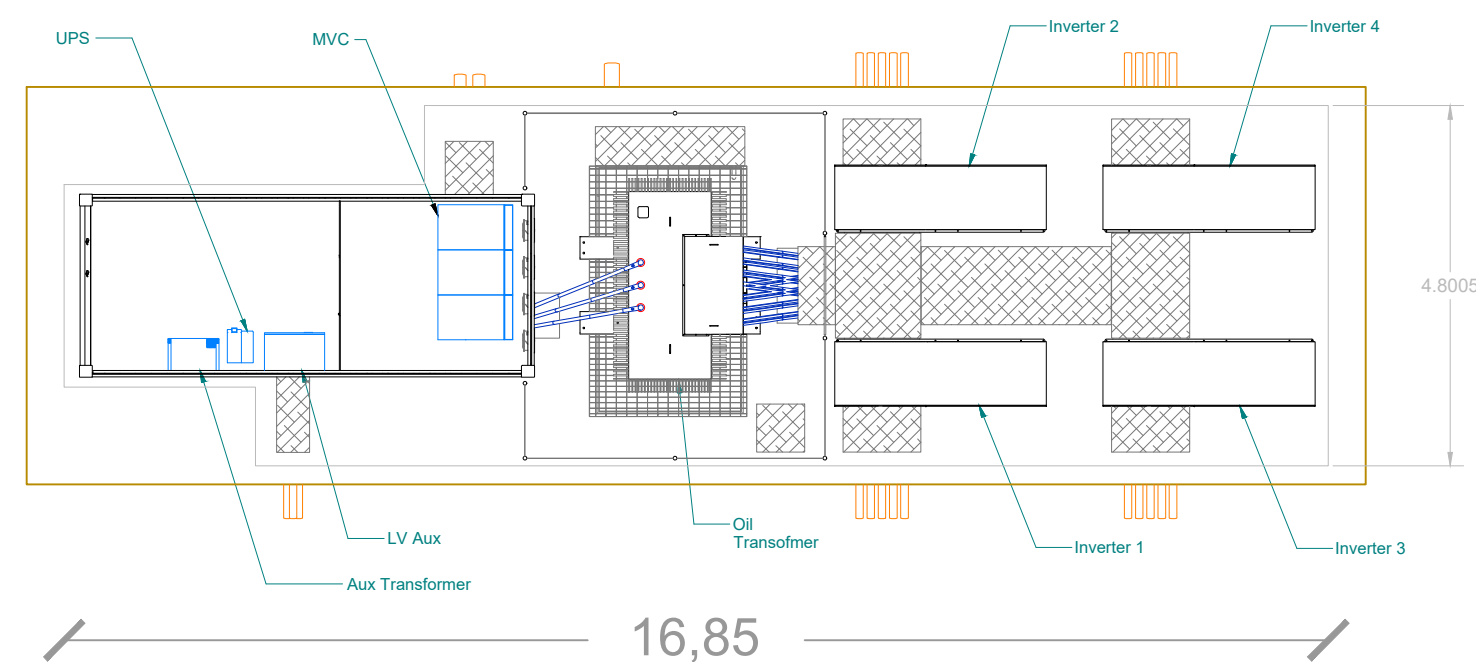 Inverter 2
Inverter 4
UPS
MVC
4.8005
Oil
Transofmer
LV Aux
Inverter 1
Inverter 3
Aux Transformer
16,85